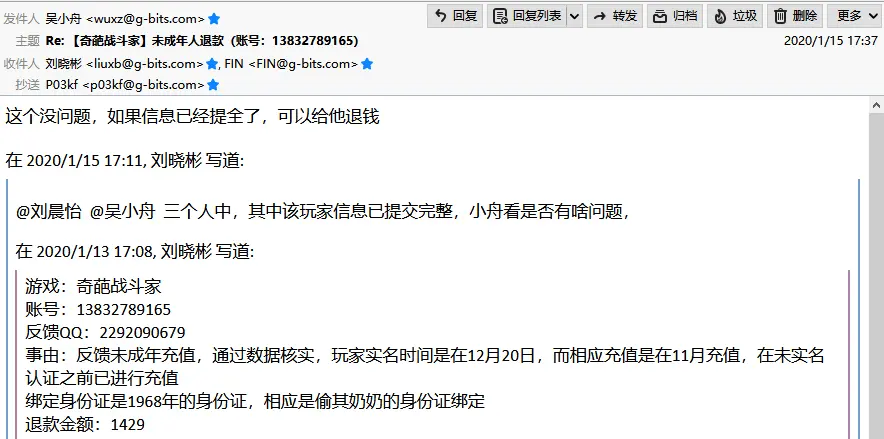 发件人 吴小舟 <wuxz@g-bits.com>
回复 回复列表 转发 归档 垃圾 删除 更多
主题 Re: 【奇葩战斗家】未成年人退款（账号：13832789165）
2020/1/15 17:37
收件人 刘晓彬 <liuxb@g-bits.com>, FIN <FIN@g-bits.com>
抄送 P03kf <p03kf@g-bits.com>
这个没问题，如果信息已经提全了，可以给他退钱
在 2020/1/15 17:11, 刘晓彬 写道:
@刘晨怡 @吴小舟 三个人中，其中该玩家信息已提交完整，小舟看是否有啥问题，
在 2020/1/13 17:08, 刘晓彬 写道:
游戏：奇葩战斗家
账号：13832789165
反馈QQ：2292090679
事由：反馈未成年充值，通过数据核实，玩家实名时间是在12月20日，而相应充值是在11月充值，在未实名
认证之前已进行充值
绑定身份证是1968年的身份证，相应是偷其奶奶的身份证绑定
退款金额：1429